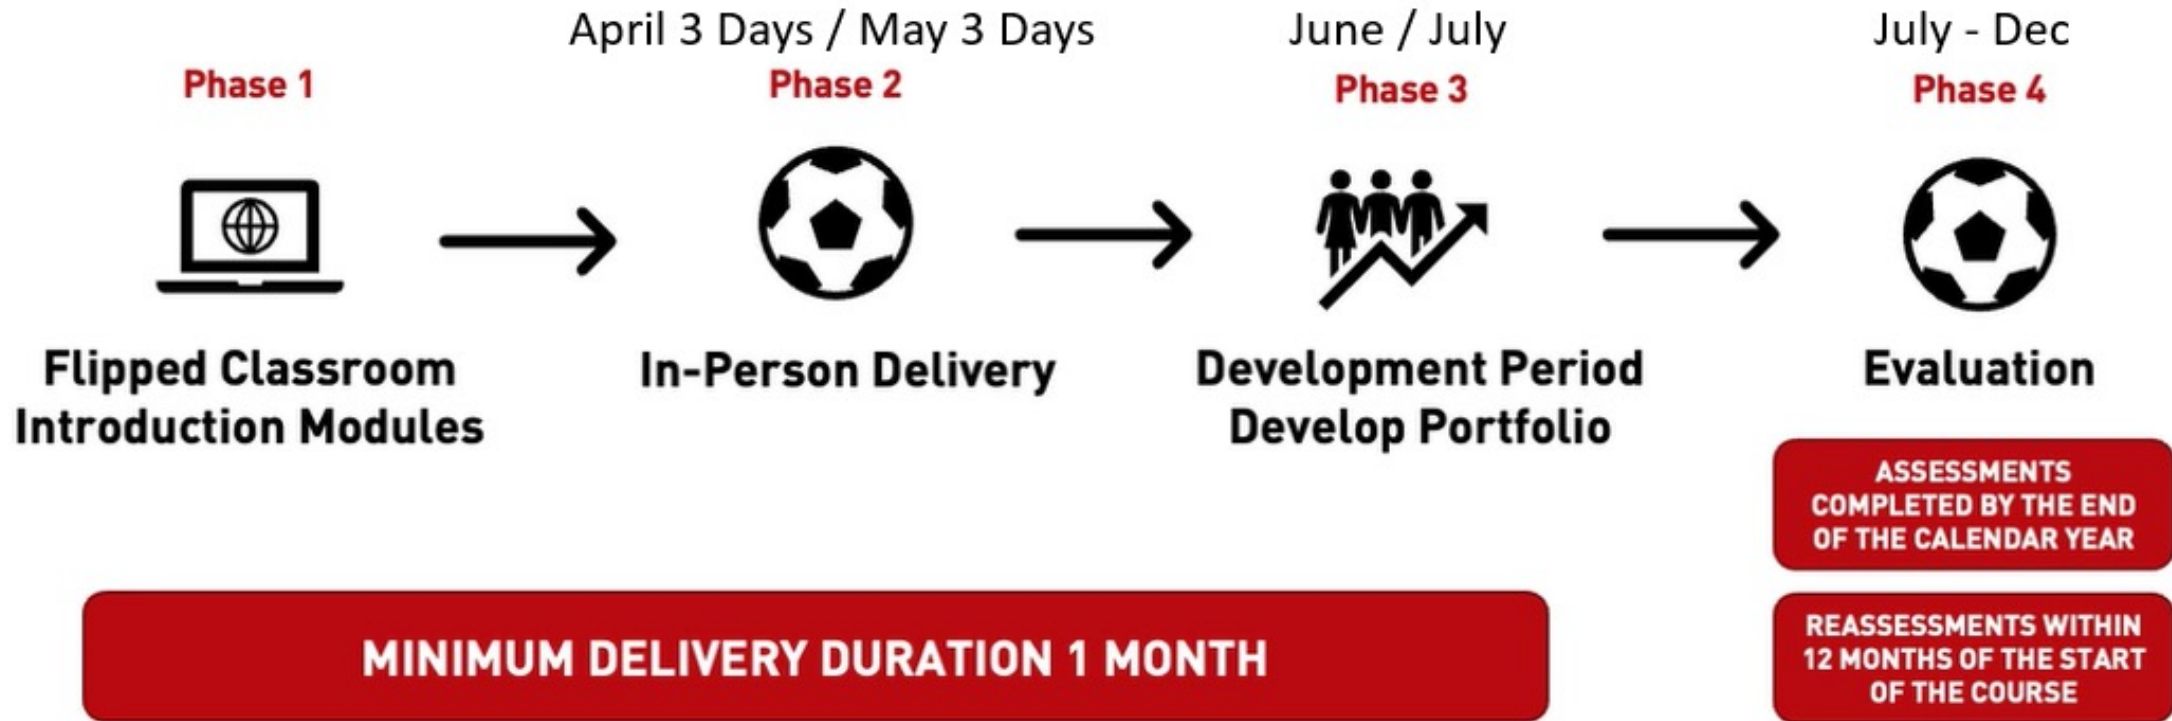 April 3 Days / May 3 Days
June / July
July - Dec
Phase 1
Phase 2
Phase 3
Phase 4
Flipped Classroom
Introduction Modules
In-Person Delivery
Development Period
Develop Portfolio
Evaluation
ASSESSMENTS
COMPLETED BY THE END
OF THE CALENDAR YEAR
MINIMUM DELIVERY DURATION 1 MONTH
REASSESSMENTS WITHIN
12 MONTHS OF THE START
OF THE COURSE